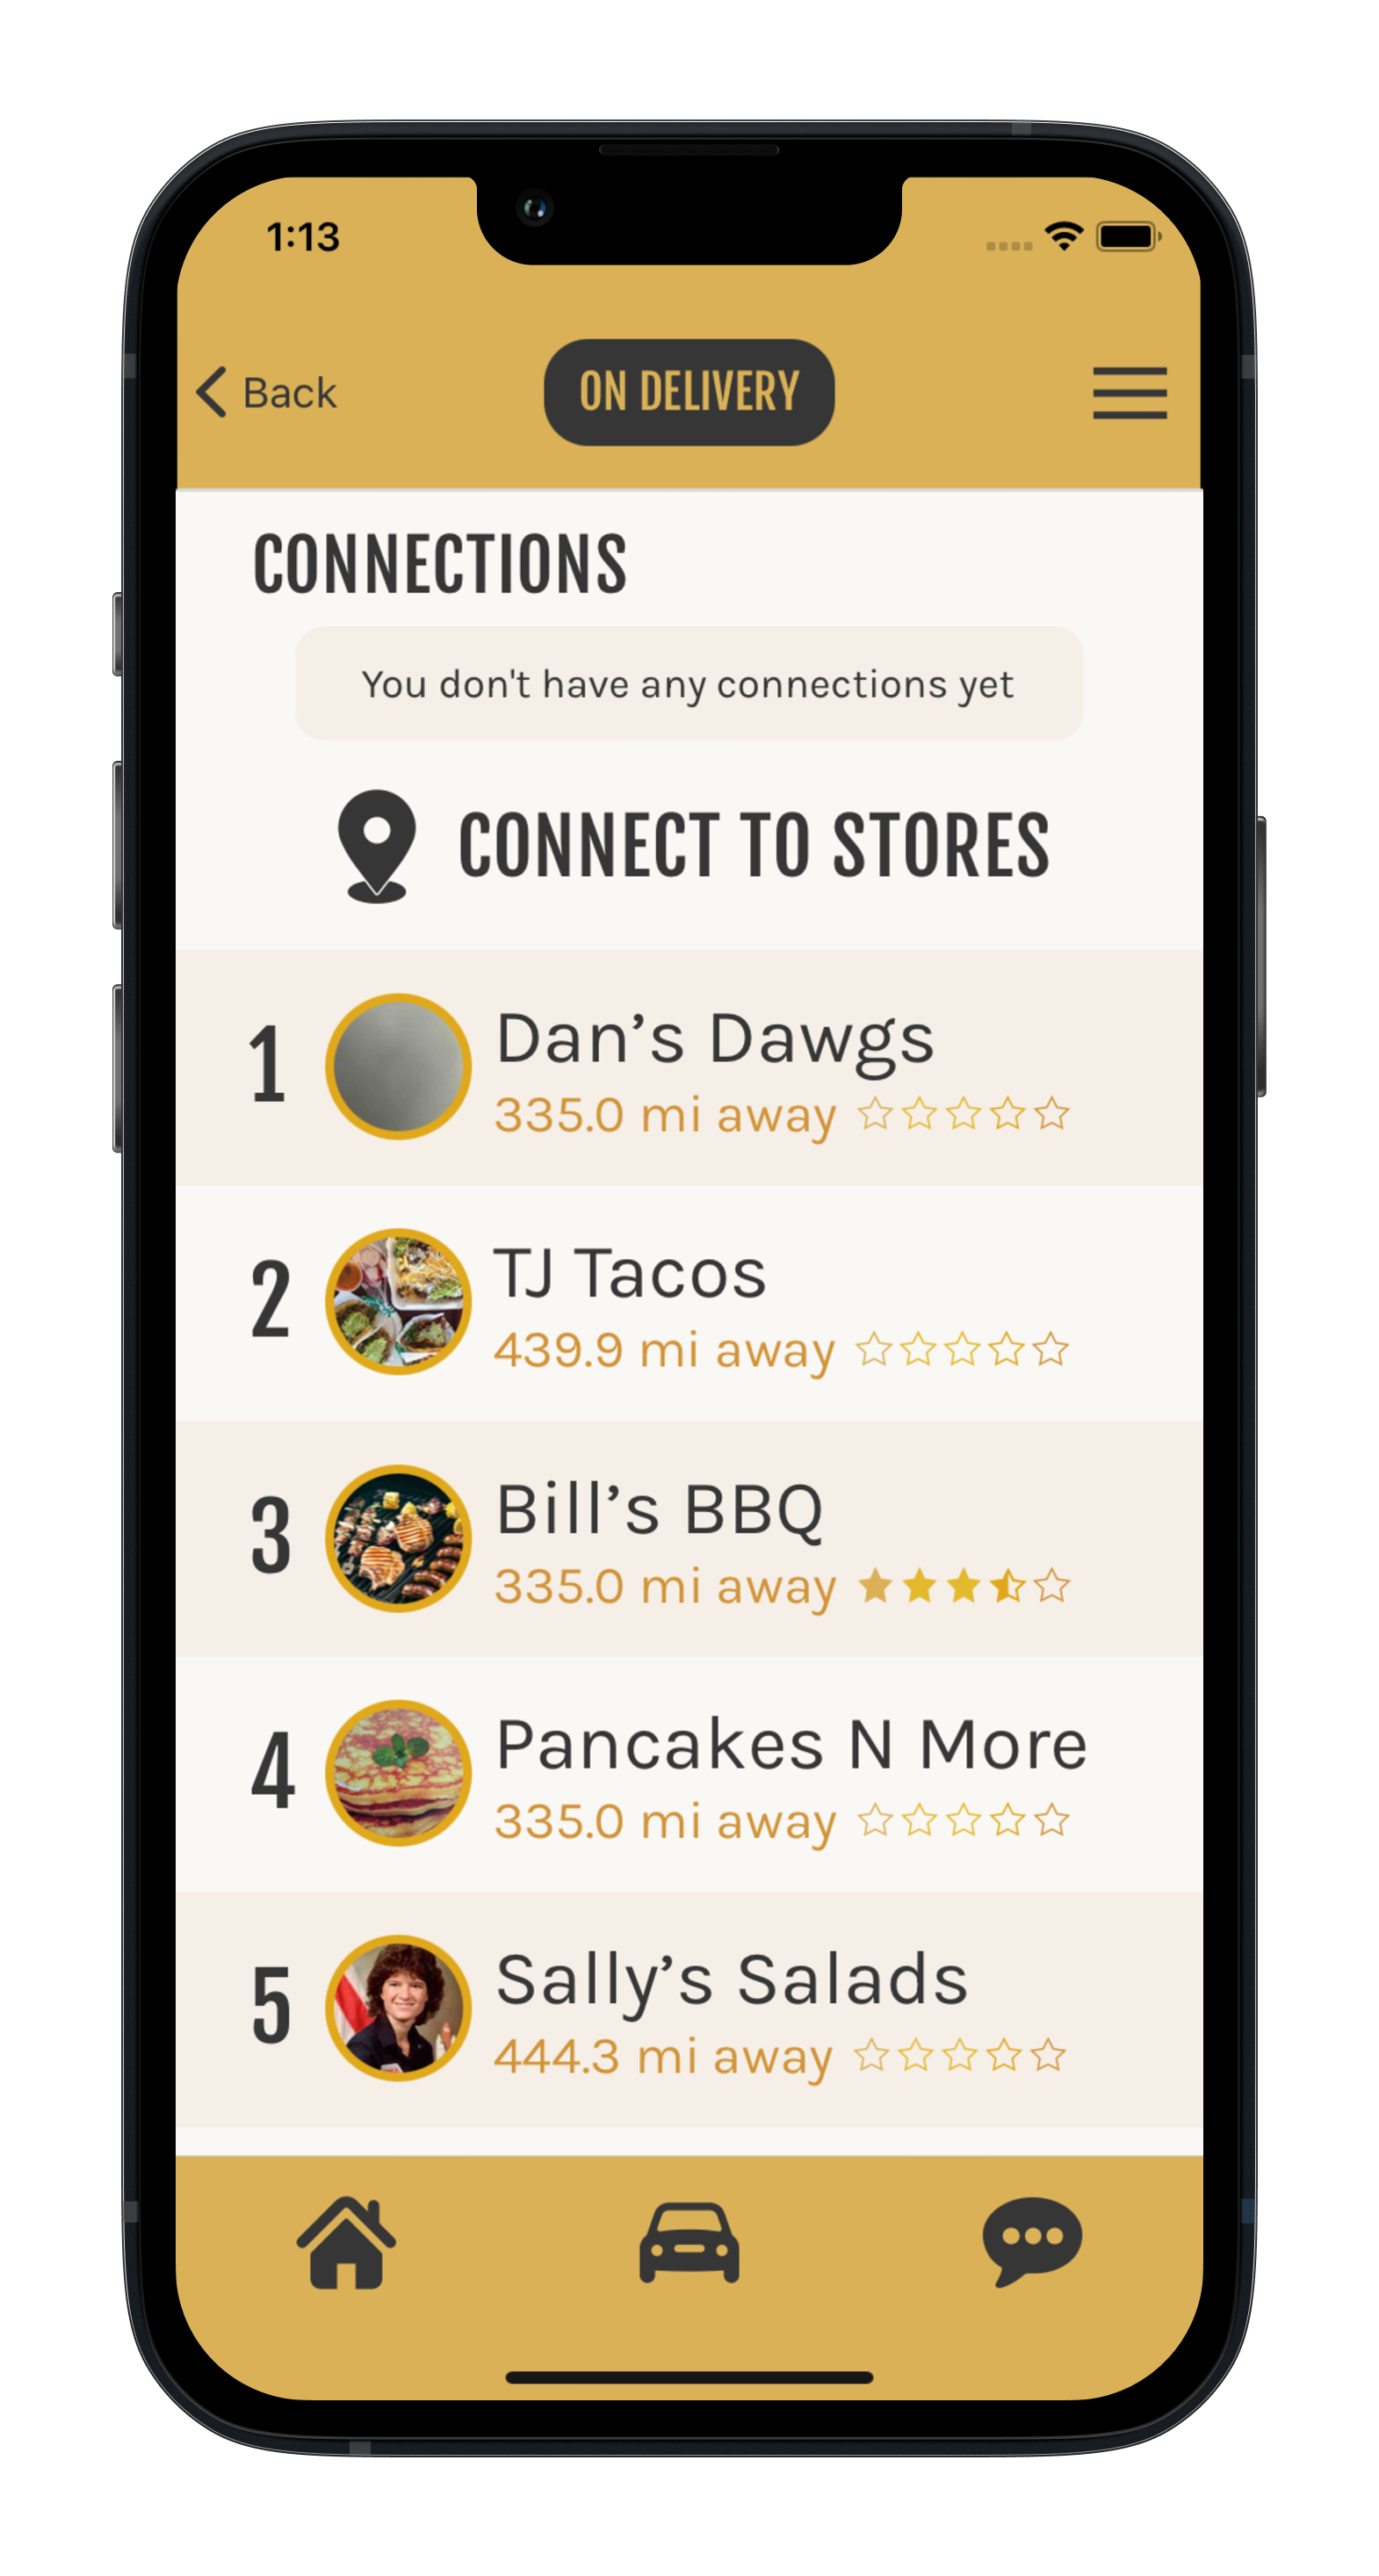 1:13
Back
ON DELIVERY
CONNECTIONS
You don't have any connections yet
CONNECT TO STORES
1
Dan’s Dawgs
335.0 mi away
2
TJ Tacos
439.9 mi away
3
Bill’s BBQ
335.0 mi away
4
Pancakes N More
335.0 mi away
5
Sally’s Salads
444.3 mi away